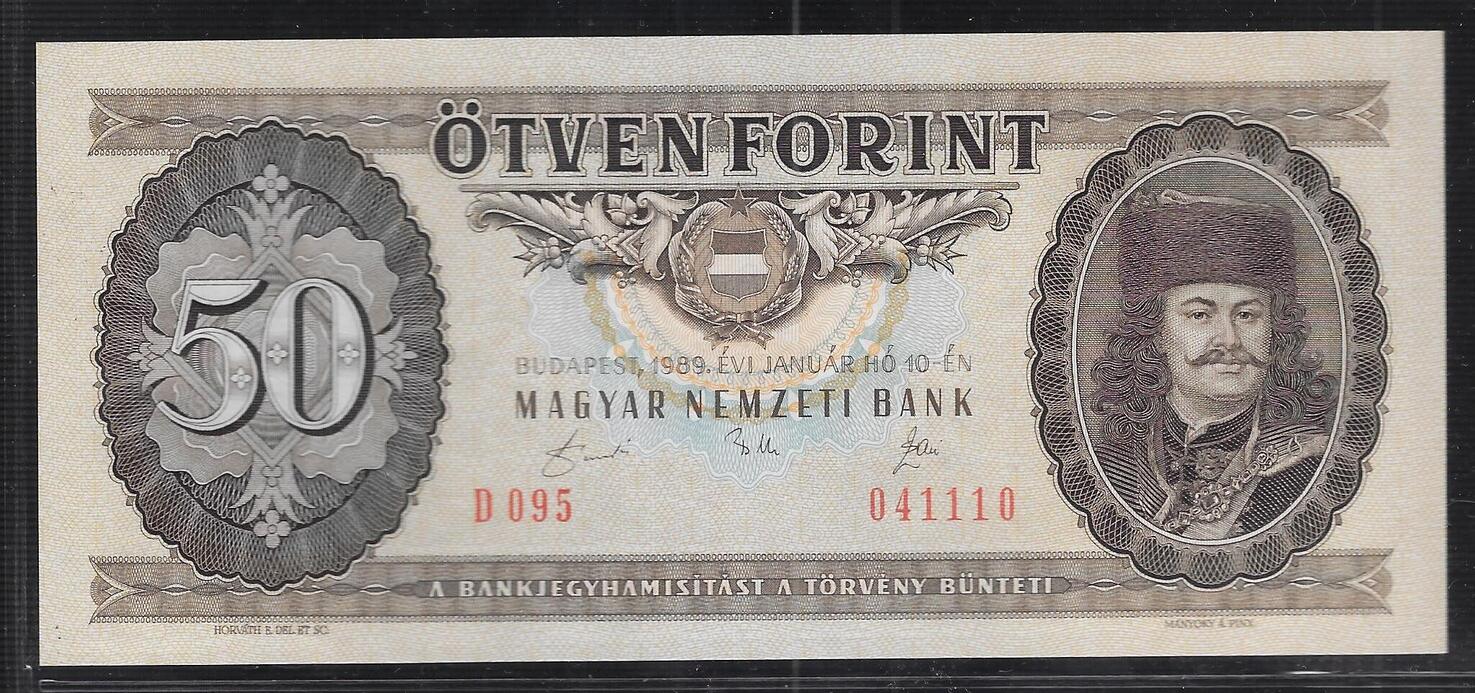 ÖTVEN FORINT
50
BUDAPEST, 1989. ÉVI JANUÁR HÓ 10-ÉN
MAGYAR NEMZETI BANK
D 095
041110
A BANKJEGYHAMISÍTÁST A TÖRVÉNY BÜNTETI
HORVÁTH E. DEL. ET SC.
MÁNYOKY Á. PINX.